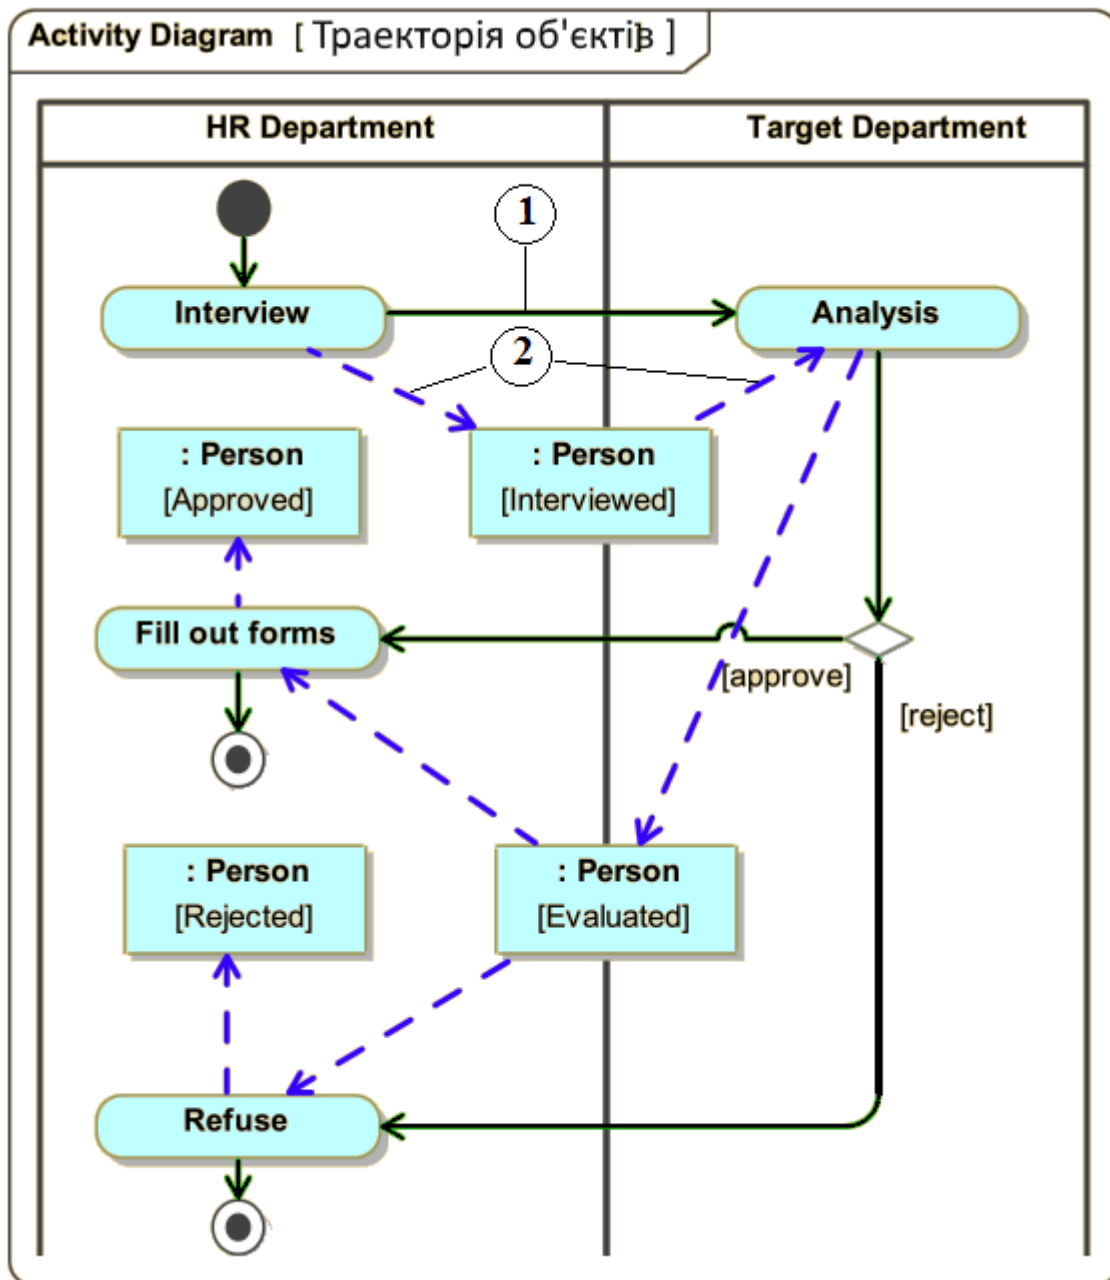 Activity Diagram [ Траекторія об'єктів ]
HR Department
Target Department
1
Interview
Analysis
2
: Person
[Approved]
: Person
[Interviewed]
Fill out forms
[approve]
[reject]
: Person
[Rejected]
: Person
[Evaluated]
Refuse